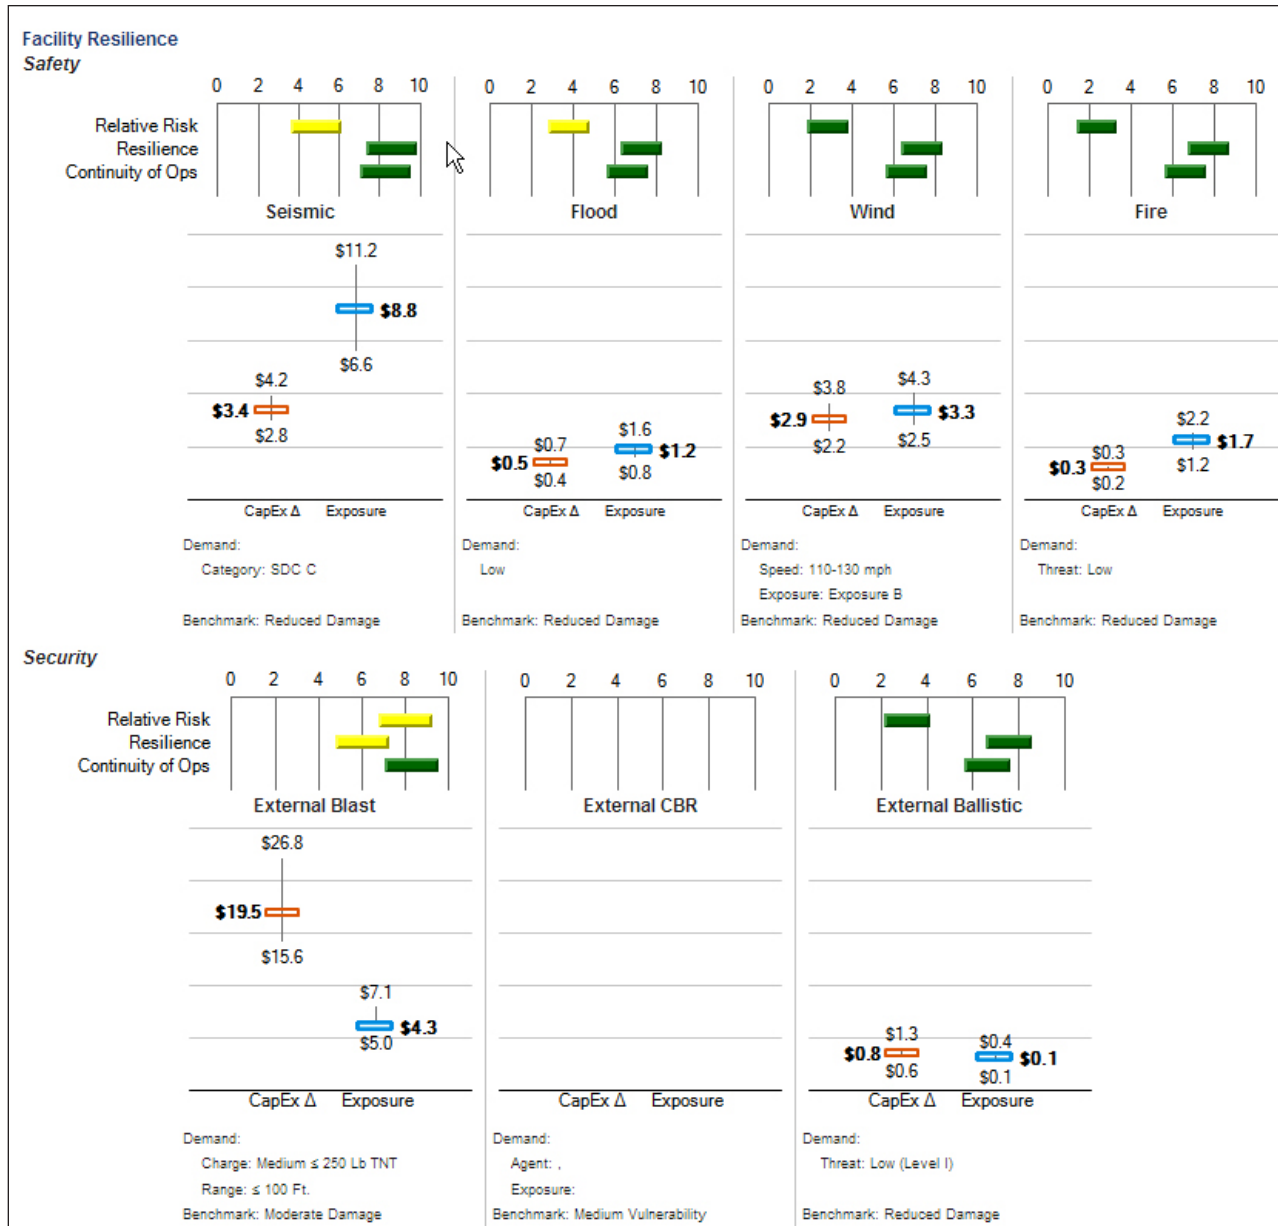 Facility Resilience
Safety
0 2 4 6 8 10 0 2 4 6 8 10 0 2 4 6 8 10 0 2 4 6 8 10
Relative Risk
Resilience
Continuity of Ops
Seismic Flood Wind Fire
$11.2
$8.8
$6.6
$4.2
$3.4
$2.8
$0.7
$0.5
$0.4
$1.6
$1.2
$0.8
$3.8
$2.9
$2.2
$4.3
$3.3
$2.5
$0.3
$0.3
$0.2
$2.2
$1.7
$1.2
CapEx Δ Exposure CapEx Δ Exposure CapEx Δ Exposure CapEx Δ Exposure
Demand:
Category: SDC C
Benchmark: Reduced Damage
Demand:
Low
Benchmark: Reduced Damage
Demand:
Speed: 110-130 mph
Exposure: Exposure B
Benchmark: Reduced Damage
Demand:
Threat: Low
Benchmark: Reduced Damage
Security
0 2 4 6 8 10 0 2 4 6 8 10 0 2 4 6 8 10
Relative Risk
Resilience
Continuity of Ops
External Blast External CBR External Ballistic
$26.8
$19.5
$15.6
$7.1
$4.3
$5.0
$1.3
$0.8
$0.6
$0.4
$0.1
$0.1
CapEx Δ Exposure CapEx Δ Exposure CapEx Δ Exposure
Demand:
Charge: Medium ≤ 250 Lb TNT
Range: ≤ 100 Ft.
Benchmark: Moderate Damage
Demand:
Agent: ,
Exposure:
Benchmark: Medium Vulnerability
Demand:
Threat: Low (Level I)
Benchmark: Reduced Damage